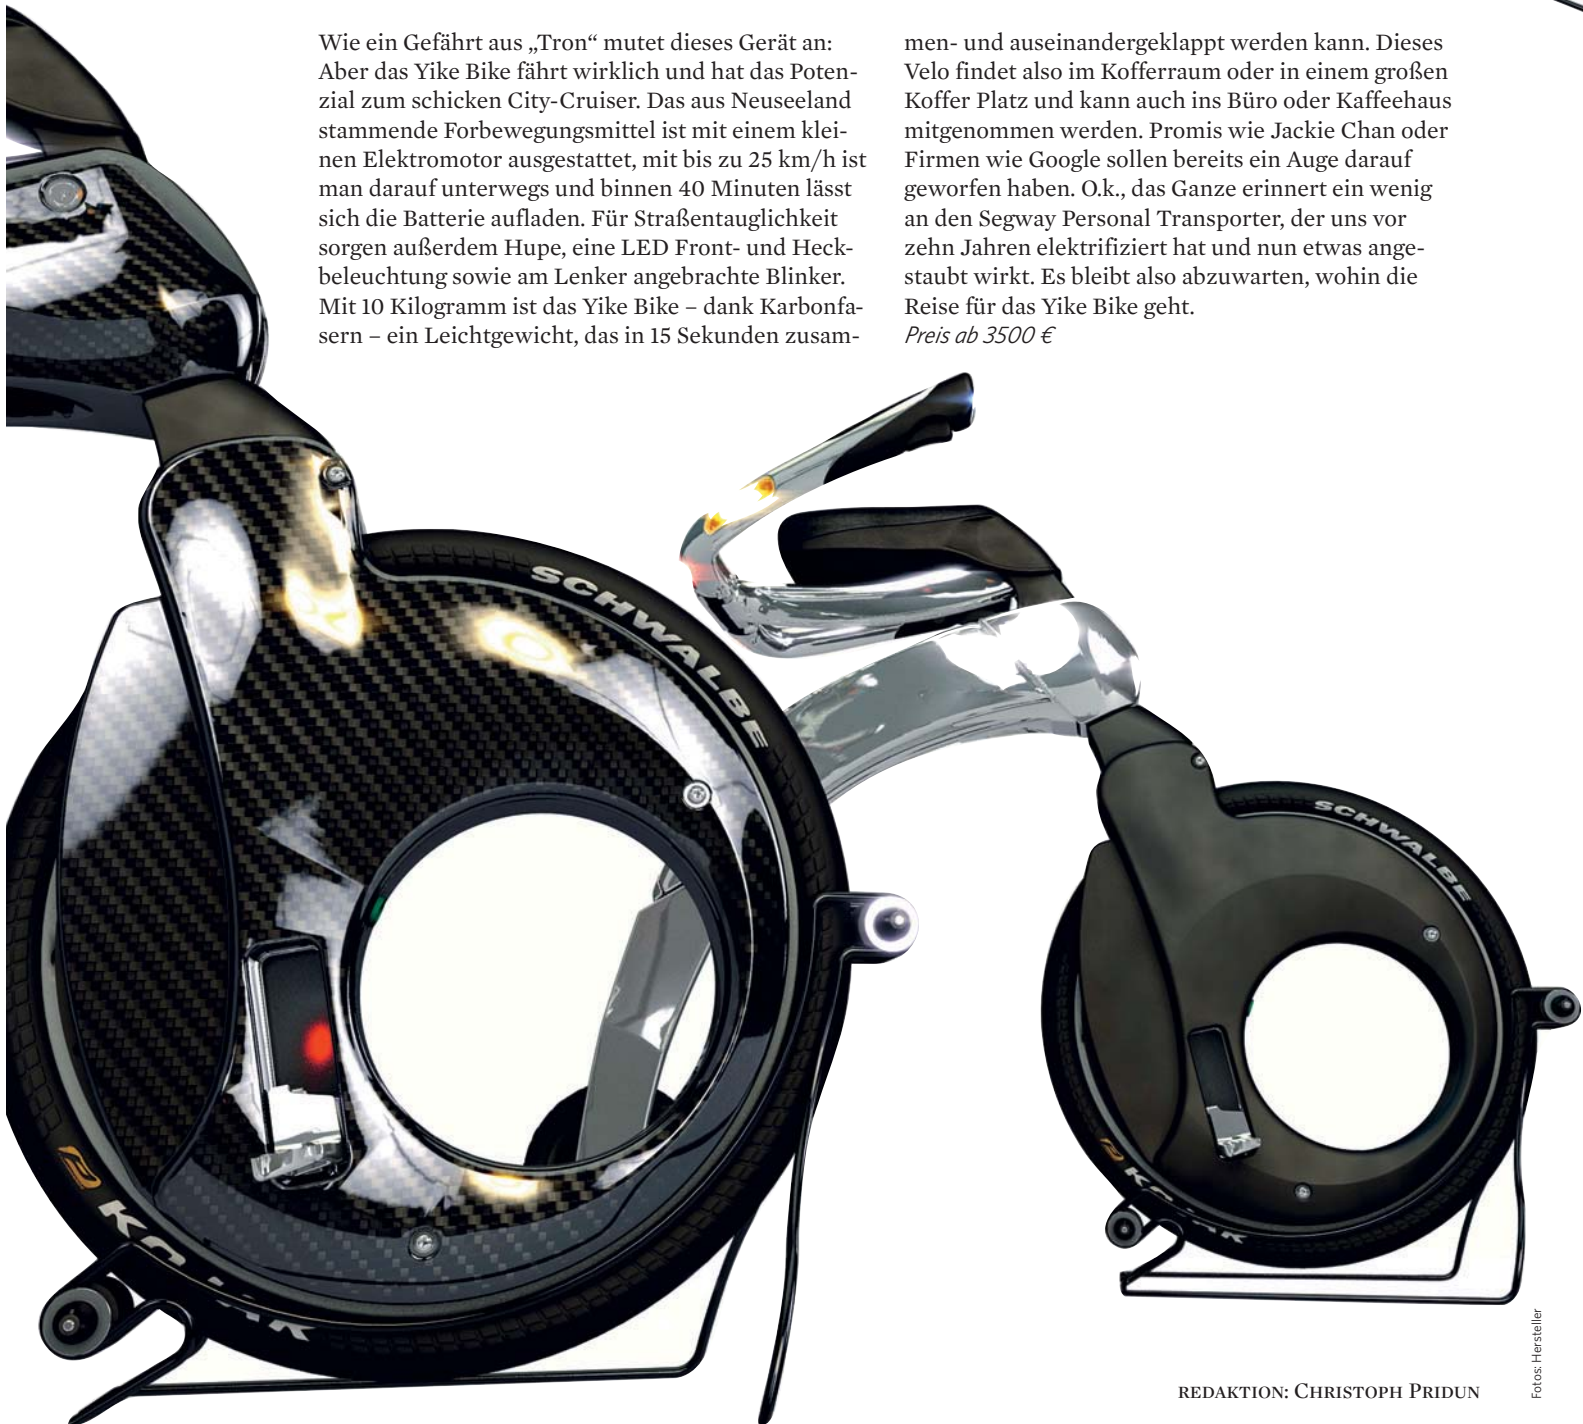 Wie ein Gefährt aus „Tron“ mutet dieses Gerät an:
Aber das Yike Bike fährt wirklich und hat das Poten-
zial zum schicken City-Cruiser. Das aus Neuseeland
stammende Forbewegungsmittel ist mit einem klei-
nen Elektromotor ausgestattet, mit bis zu 25 km/h ist
man darauf unterwegs und binnen 40 Minuten lässt
sich die Batterie aufladen. Für Straßentauglichkeit
sorgen außerdem Hupe, eine LED Front- und Heck-
beleuchtung sowie am Lenker angebrachte Blinker.
Mit 10 Kilogramm ist das Yike Bike – dank Karbonfa-
sern – ein Leichtgewicht, das in 15 Sekunden zusam-
men- und auseinandergeklappt werden kann. Dieses
Velo findet also im Kofferraum oder in einem großen
Koffer Platz und kann auch ins Büro oder Kaffeehaus
mitgenommen werden. Promis wie Jackie Chan oder
Firmen wie Google sollen bereits ein Auge darauf
geworfen haben. O.k., das Ganze erinnert ein wenig
an den Segway Personal Transporter, der uns vor
zehn Jahren elektrifiziert hat und nun etwas ange-
staubt wirkt. Es bleibt also abzuwarten, wohin die
Reise für das Yike Bike geht.
Preis ab 3500 €
SCHWALBE
SCHWALBE
REDAKTION: CHRISTOPH PRIDUN
Fotos: Hersteller